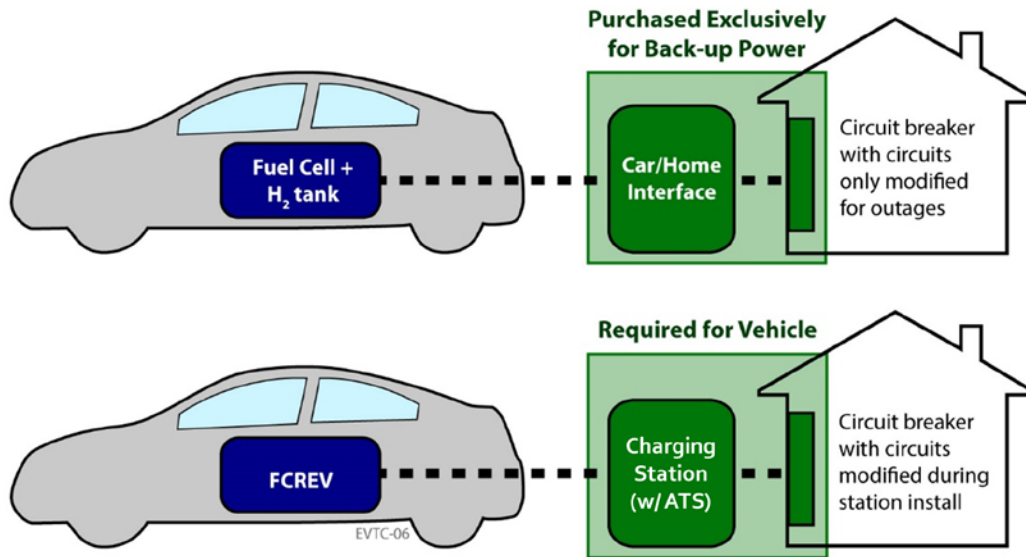 Purchased Exclusively
for Back-up Power
Fuel Cell +
H₂ tank
Car/Home
Interface
Circuit breaker
with circuits
only modified
for outages
Required for Vehicle
FCREV
Charging
Station
(w/ ATS)
Circuit breaker
with circuits
modified during
station install
EVTC-06